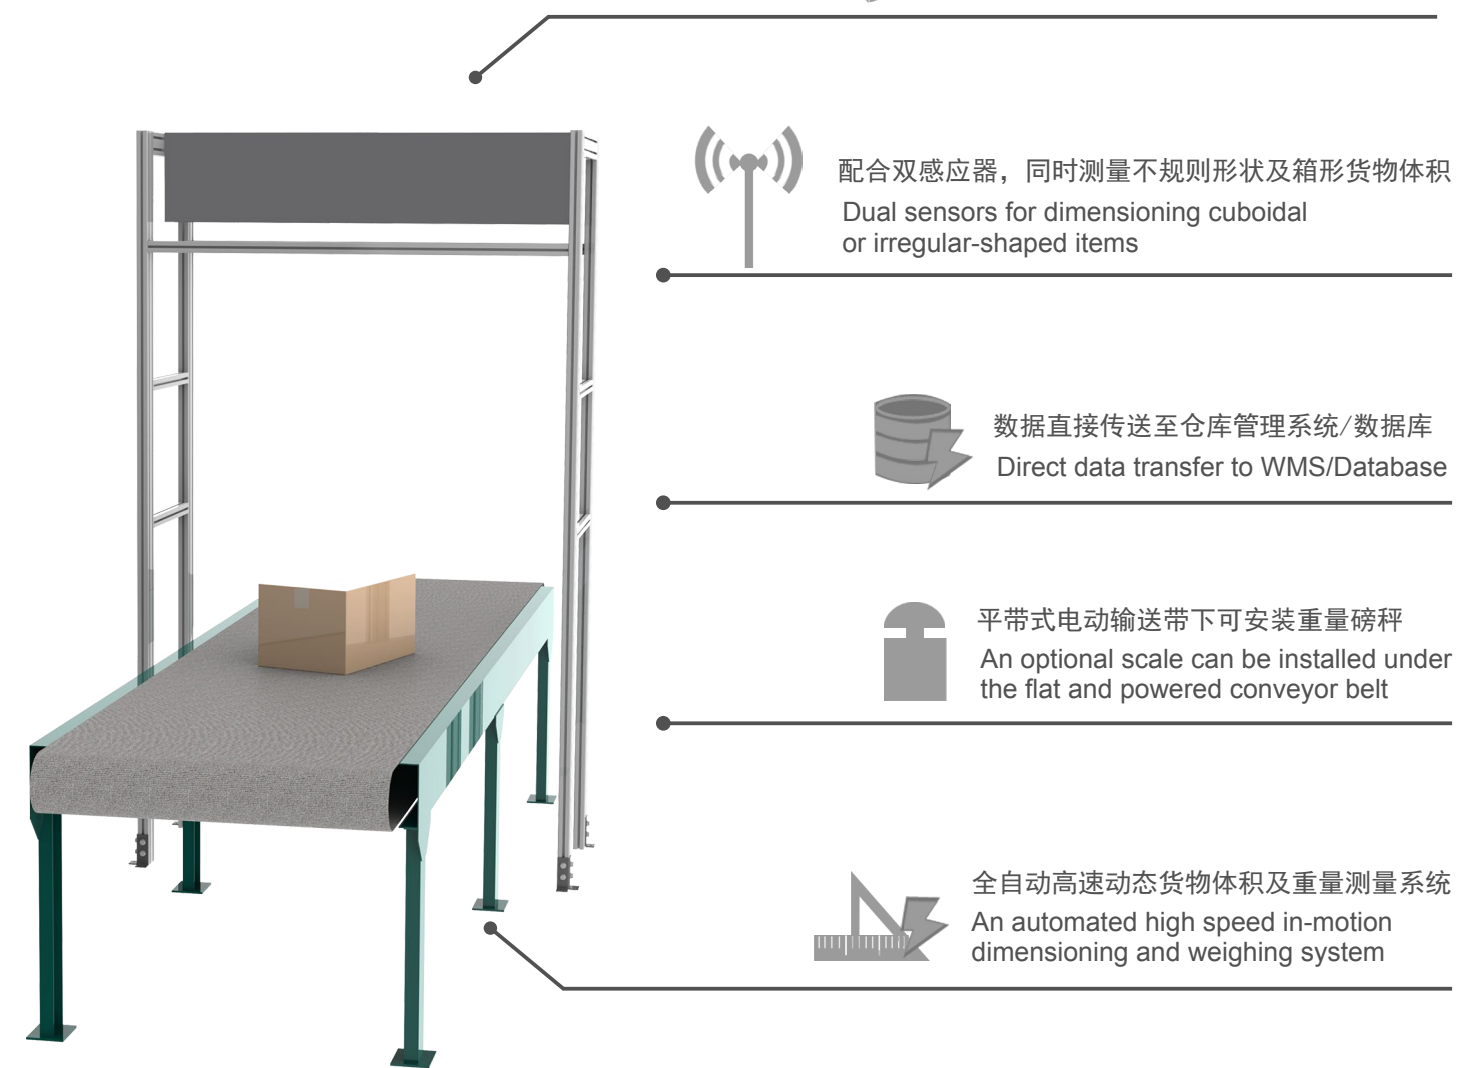 配合双感应器，同时测量不规则形状及箱形货物体积
Dual sensors for dimensioning cuboidal
or irregular-shaped items
数据直接传送至仓库管理系统/数据库
Direct data transfer to WMS/Database
平带式电动输送带下可安装重量磅秤
An optional scale can be installed under
the flat and powered conveyor belt
全自动高速动态货物体积及重量测量系统
An automated high speed in-motion
dimensioning and weighing system